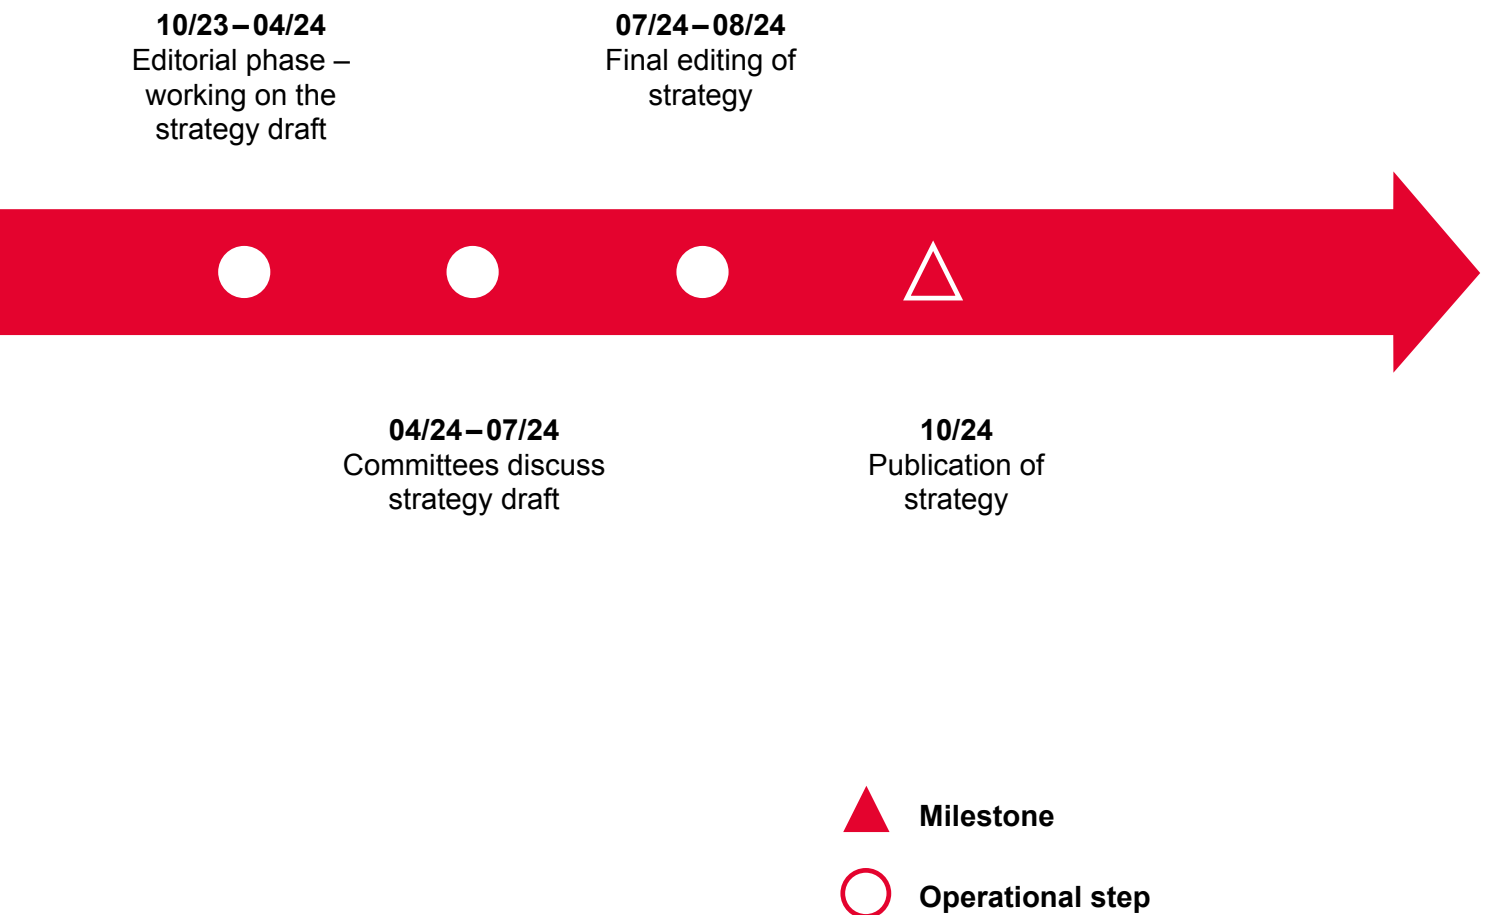 10/23 – 04/24
Editorial phase –
working on the
strategy draft
07/24 – 08/24
Final editing of
strategy
04/24 – 07/24
Committees discuss
strategy draft
10/24
Publication of
strategy
Milestone
Operational step